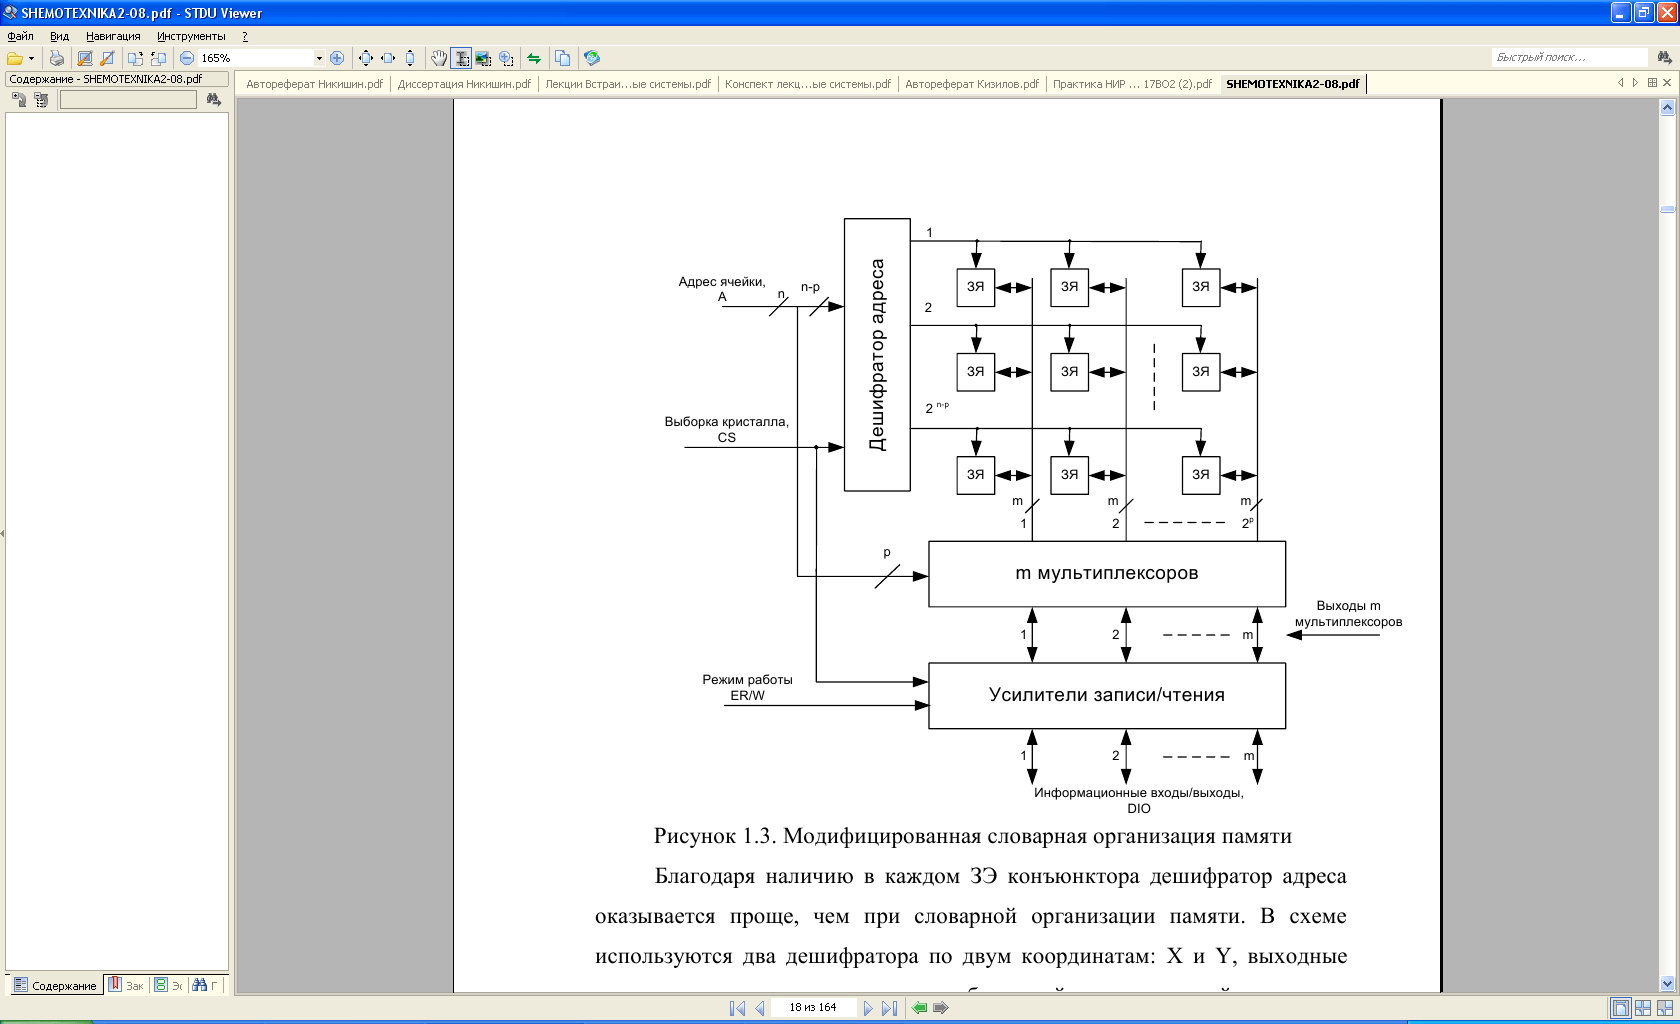 SHEMOTEXNIKA2-08.pdf - STDU Viewer
Файл Вид Навигация Инструменты ?
165%
Быстрый поиск...
Содержание - SHEMOTEXNIKA2-08.pdf
Автореферат Никишин.pdf Диссертация Никишин.pdf Лекции Встраи...ые системы.pdf Конспект лекц...ые системы.pdf Автореферат Кизилов.pdf Практика НИР ... 17ВО2 (2).pdf SHEMOTEXNIKA2-08.pdf
Адрес ячейки,
А
n
n-p
Выборка кристалла,
CS
Дешифратор адреса
1
ЗЯ ЗЯ ЗЯ
2
ЗЯ ЗЯ ЗЯ
2 n-p
ЗЯ ЗЯ ЗЯ
m m m
1 2 2p
p
m мультиплексоров
Выходы m
мультиплексоров
1 2 m
Режим работы
ER/W
Усилители записи/чтения
1 2 m
Информационные входы/выходы,
DIO
Рисунок 1.3. Модифицированная словарная организация памяти
Благодаря наличию в каждом ЗЭ конъюнктора дешифратор адреса
оказывается проще, чем при словарной организации памяти. В схеме
используются два дешифратора по двум координатам: X и Y, выходные
Содержание Зак Эс Г
18 из 164